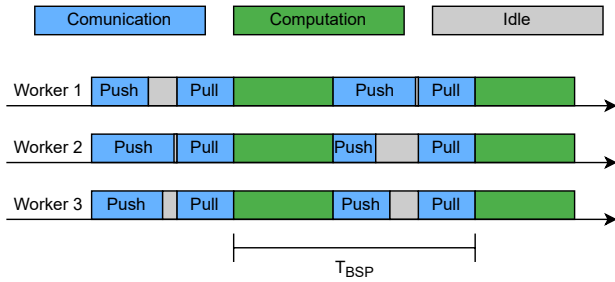 Comunication Computation Idle
Worker 1 Push Pull Push Pull
Worker 2 Push Pull Push Pull
Worker 3 Push Pull Push Pull
T_BSP